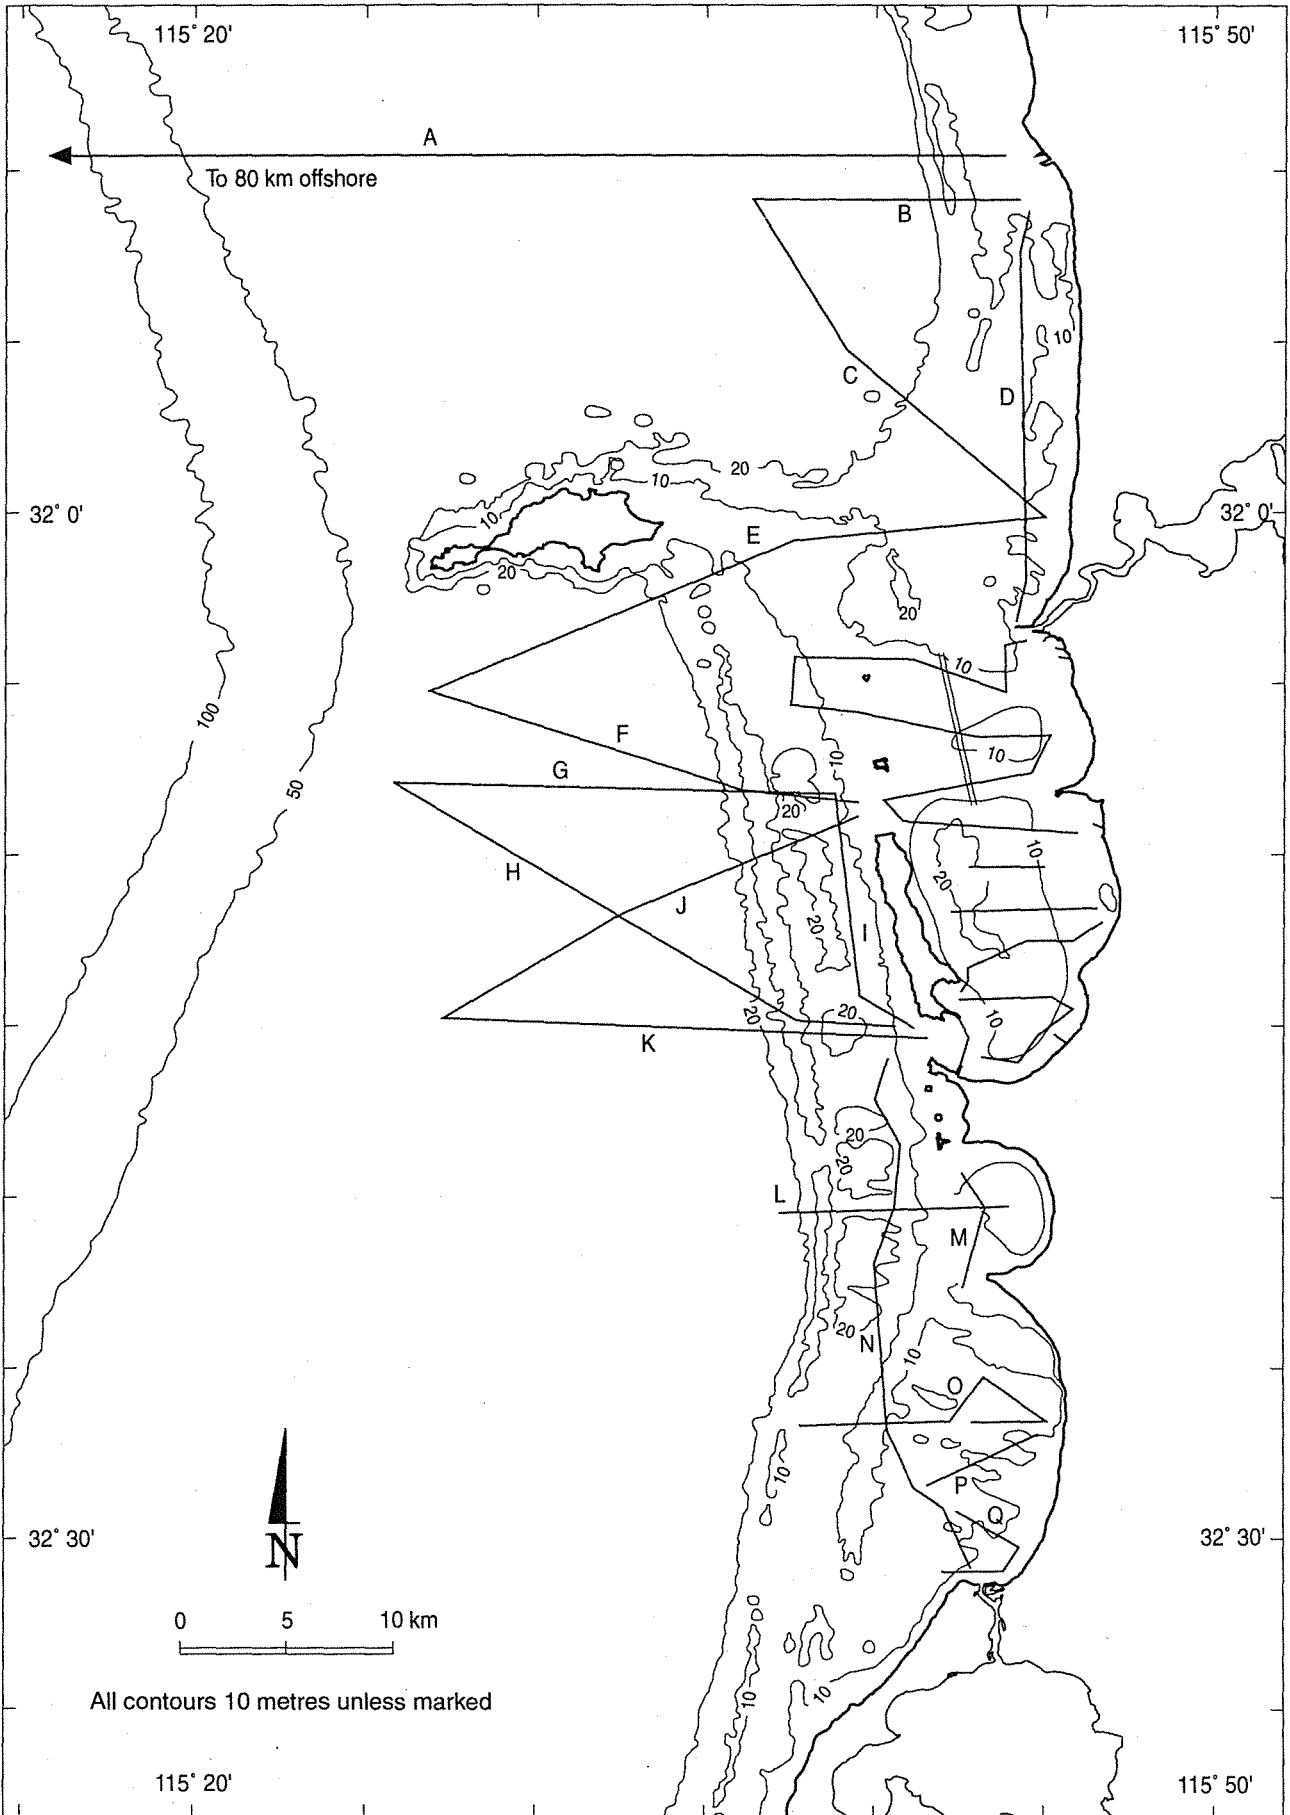 115° 20'
115° 50'
A
To 80 km offshore
B
10
C
D
20
10
10
32° 0'
32° 0'
E
20
20
10
100
F
10
10
G
50
20
10
H
20
J
20
I
20
20
10
K
20
20
L
M
20
N
10
O
10
P
Q
32° 30'
32° 30'
N
0 5 10 km
All contours 10 metres unless marked
10
10
115° 20'
115° 50'